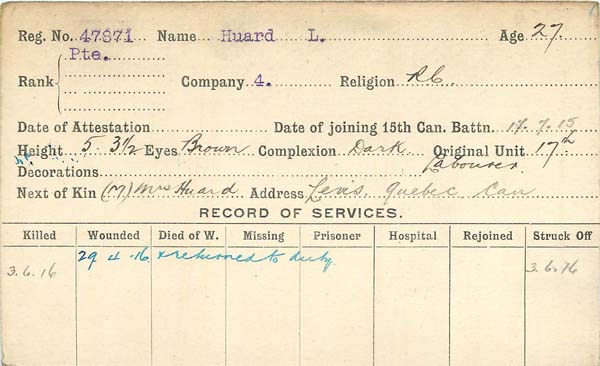 Reg. No. 47871 Name Huard L. Age 27.
Pte.
Rank Company 4. Religion R.C.
Date of Attestation Date of joining 15th Can. Battn. 17.7.15
Height 5 3 1/2 Eyes Brown Complexion Dark Original Unit 17th
Decorations Labourer
Next of Kin (M) Mrs Huard Address Levis. Quebec Can
RECORD OF SERVICES.
Killed Wounded Died of W. Missing Prisoner Hospital Rejoined Struck Off
3.6.16 29 4 .16 & returned to duty 3.6.16